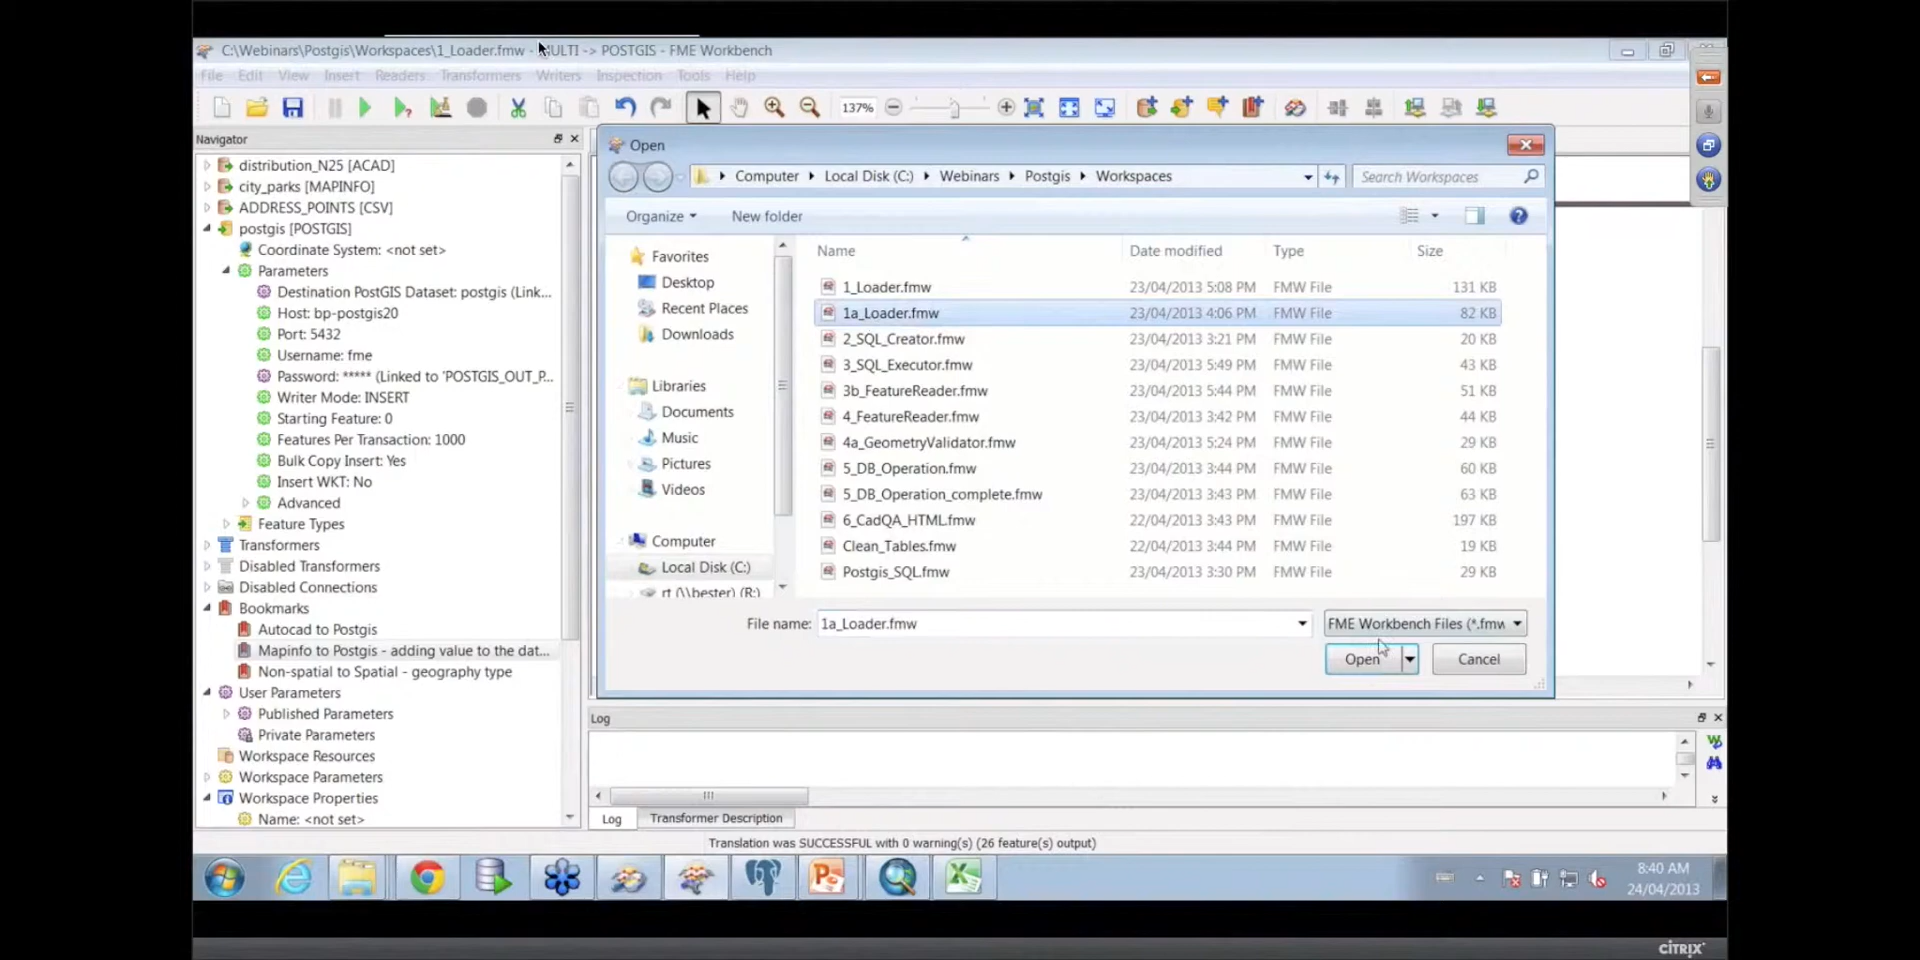 C:\Webinars\Postgis\Workspaces\1_Loader.fmw - MULTI -> POSTGIS - FME Workbench
File Edit View Insert Readers Transformers Writers Inspection Tools Help
137%
Navigator
distribution_N25 [ACAD]
city_parks [MAPINFO]
ADDRESS_POINTS [CSV]
postgis [POSTGIS]
Coordinate System: <not set>
Parameters
Destination PostGIS Dataset: postgis (Link...
Host: bp-postgis20
Port: 5432
Username: fme
Password: ***** (Linked to 'POSTGIS_OUT_P...
Writer Mode: INSERT
Starting Feature: 0
Features Per Transaction: 1000
Bulk Copy Insert: Yes
Insert WKT: No
Advanced
Feature Types
Transformers
Disabled Transformers
Disabled Connections
Bookmarks
Autocad to Postgis
Mapinfo to Postgis - adding value to the dat...
Non-spatial to Spatial - geography type
User Parameters
Published Parameters
Private Parameters
Workspace Resources
Workspace Parameters
Workspace Properties
Name: <not set>
Open
Computer Local Disk (C:) Webinars Postgis Workspaces Search Workspaces
Organize New folder
Favorites
Desktop
Recent Places
Downloads
Libraries
Documents
Music
Pictures
Videos
Computer
Local Disk (C:)
rt (\\bester) (R:)
Name Date modified Type Size
1_Loader.fmw 23/04/2013 5:08 PM FMW File 131 KB
1a_Loader.fmw 23/04/2013 4:06 PM FMW File 82 KB
2_SQL_Creator.fmw 23/04/2013 3:21 PM FMW File 20 KB
3_SQL_Executor.fmw 23/04/2013 5:49 PM FMW File 43 KB
3b_FeatureReader.fmw 23/04/2013 5:44 PM FMW File 51 KB
4_FeatureReader.fmw 23/04/2013 3:42 PM FMW File 44 KB
4a_GeometryValidator.fmw 23/04/2013 5:24 PM FMW File 29 KB
5_DB_Operation.fmw 23/04/2013 3:44 PM FMW File 60 KB
5_DB_Operation_complete.fmw 23/04/2013 3:43 PM FMW File 63 KB
6_CadQA_HTML.fmw 22/04/2013 3:43 PM FMW File 197 KB
Clean_Tables.fmw 22/04/2013 3:44 PM FMW File 19 KB
Postgis_SQL.fmw 23/04/2013 3:30 PM FMW File 29 KB
File name: 1a_Loader.fmw FME Workbench Files (*.fmw
Open Cancel
Log
Log Transformer Description
Translation was SUCCESSFUL with 0 warning(s) (26 feature(s) output)
8:40 AM
24/04/2013
CITRIX